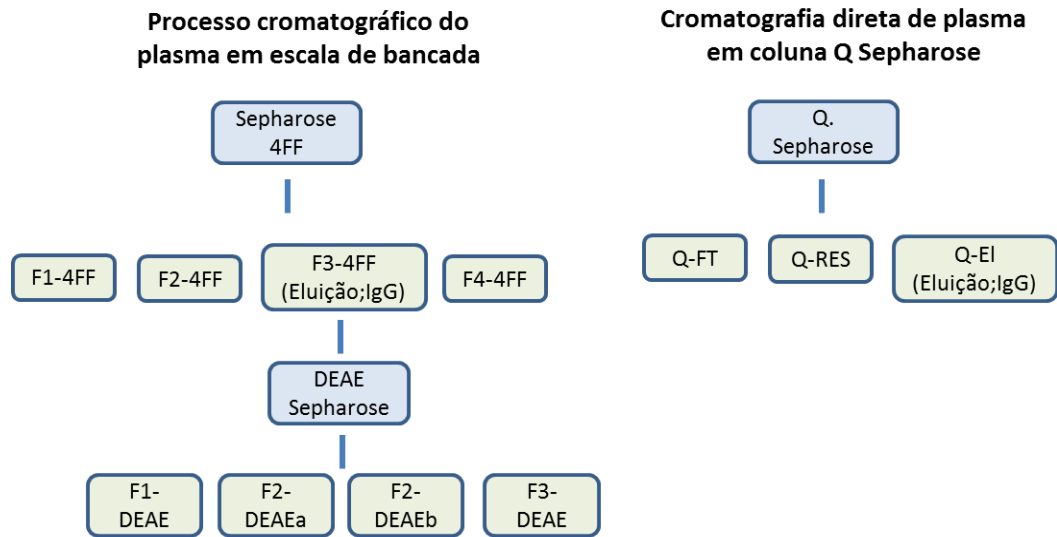 Processo cromatográfico do
plasma em escala de bancada
Sepharose
4FF
F1-4FF
F2-4FF
F3-4FF
(Eluição;IgG)
F4-4FF
DEAE
Sepharose
F1-
DEAE
F2-
DEAEa
F2-
DEAEb
F3-
DEAE
Cromatografia direta de plasma
em coluna Q Sepharose
Q.
Sepharose
Q-FT
Q-RES
Q-El
(Eluição;IgG)